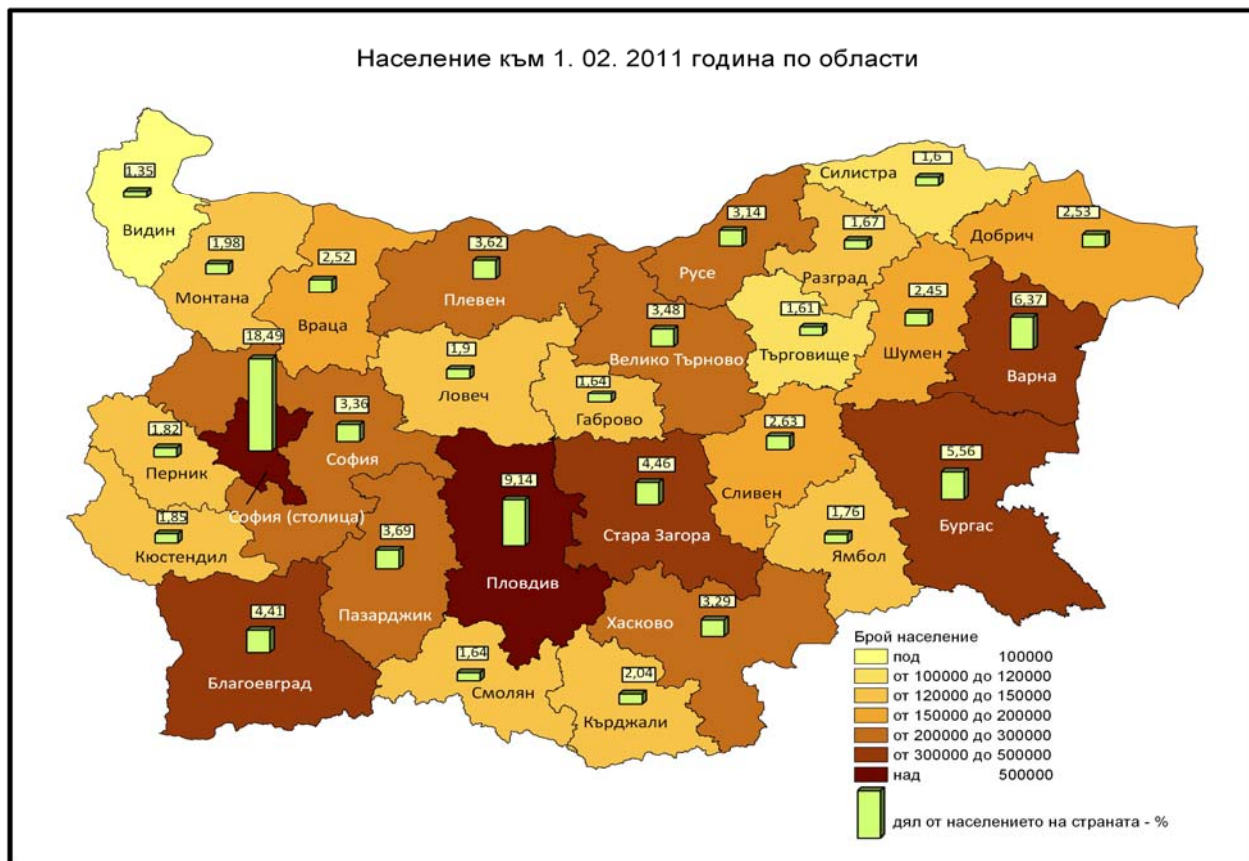 Население към 1. 02. 2011 година по области
1,35
Видин
1,98
Монтана
2,52
Враца
3,62
Плевен
3,48
Велико Търново
3,14
Русе
1,6
Силистра
1,67
Разград
2,53
Добрич
1,61
Търговище
2,45
Шумен
6,37
Варна
18,49
София (столица)
3,36
София
1,9
Ловеч
1,64
Габрово
1,82
Перник
1,85
Кюстендил
4,41
Благоевград
3,69
Пазарджик
9,14
Пловдив
4,46
Стара Загора
2,63
Сливен
1,76
Ямбол
5,56
Бургас
3,29
Хасково
1,64
Смолян
2,04
Кърджали
Брой население
под 100000
от 100000 до 120000
от 120000 до 150000
от 150000 до 200000
от 200000 до 300000
от 300000 до 500000
над 500000
дял от населението на страната - %